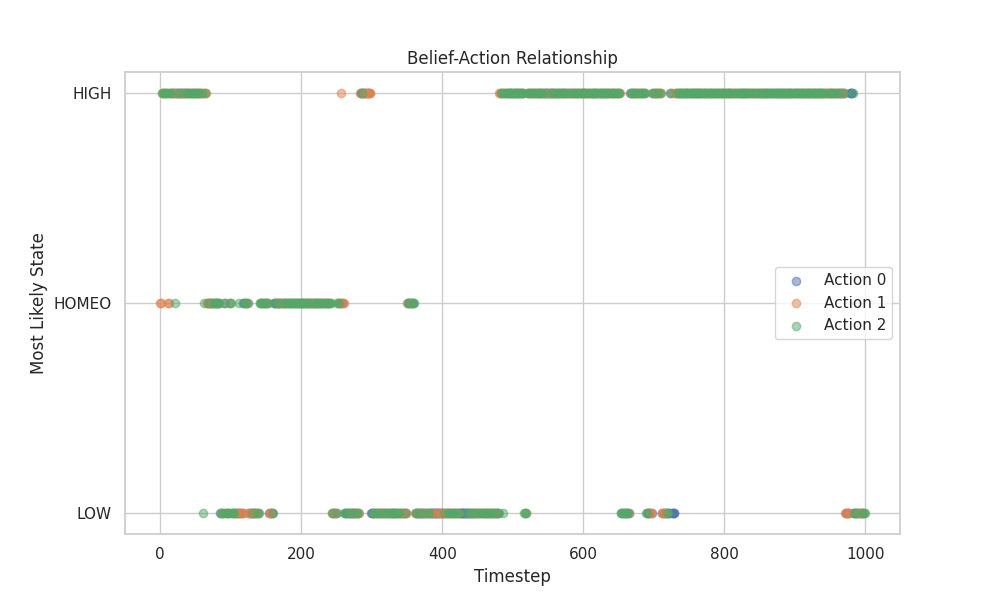 Belief-Action Relationship
HIGH
HOMEO
LOW
Most Likely State
Action 0
Action 1
Action 2
0
200
400
600
800
1000
Timestep